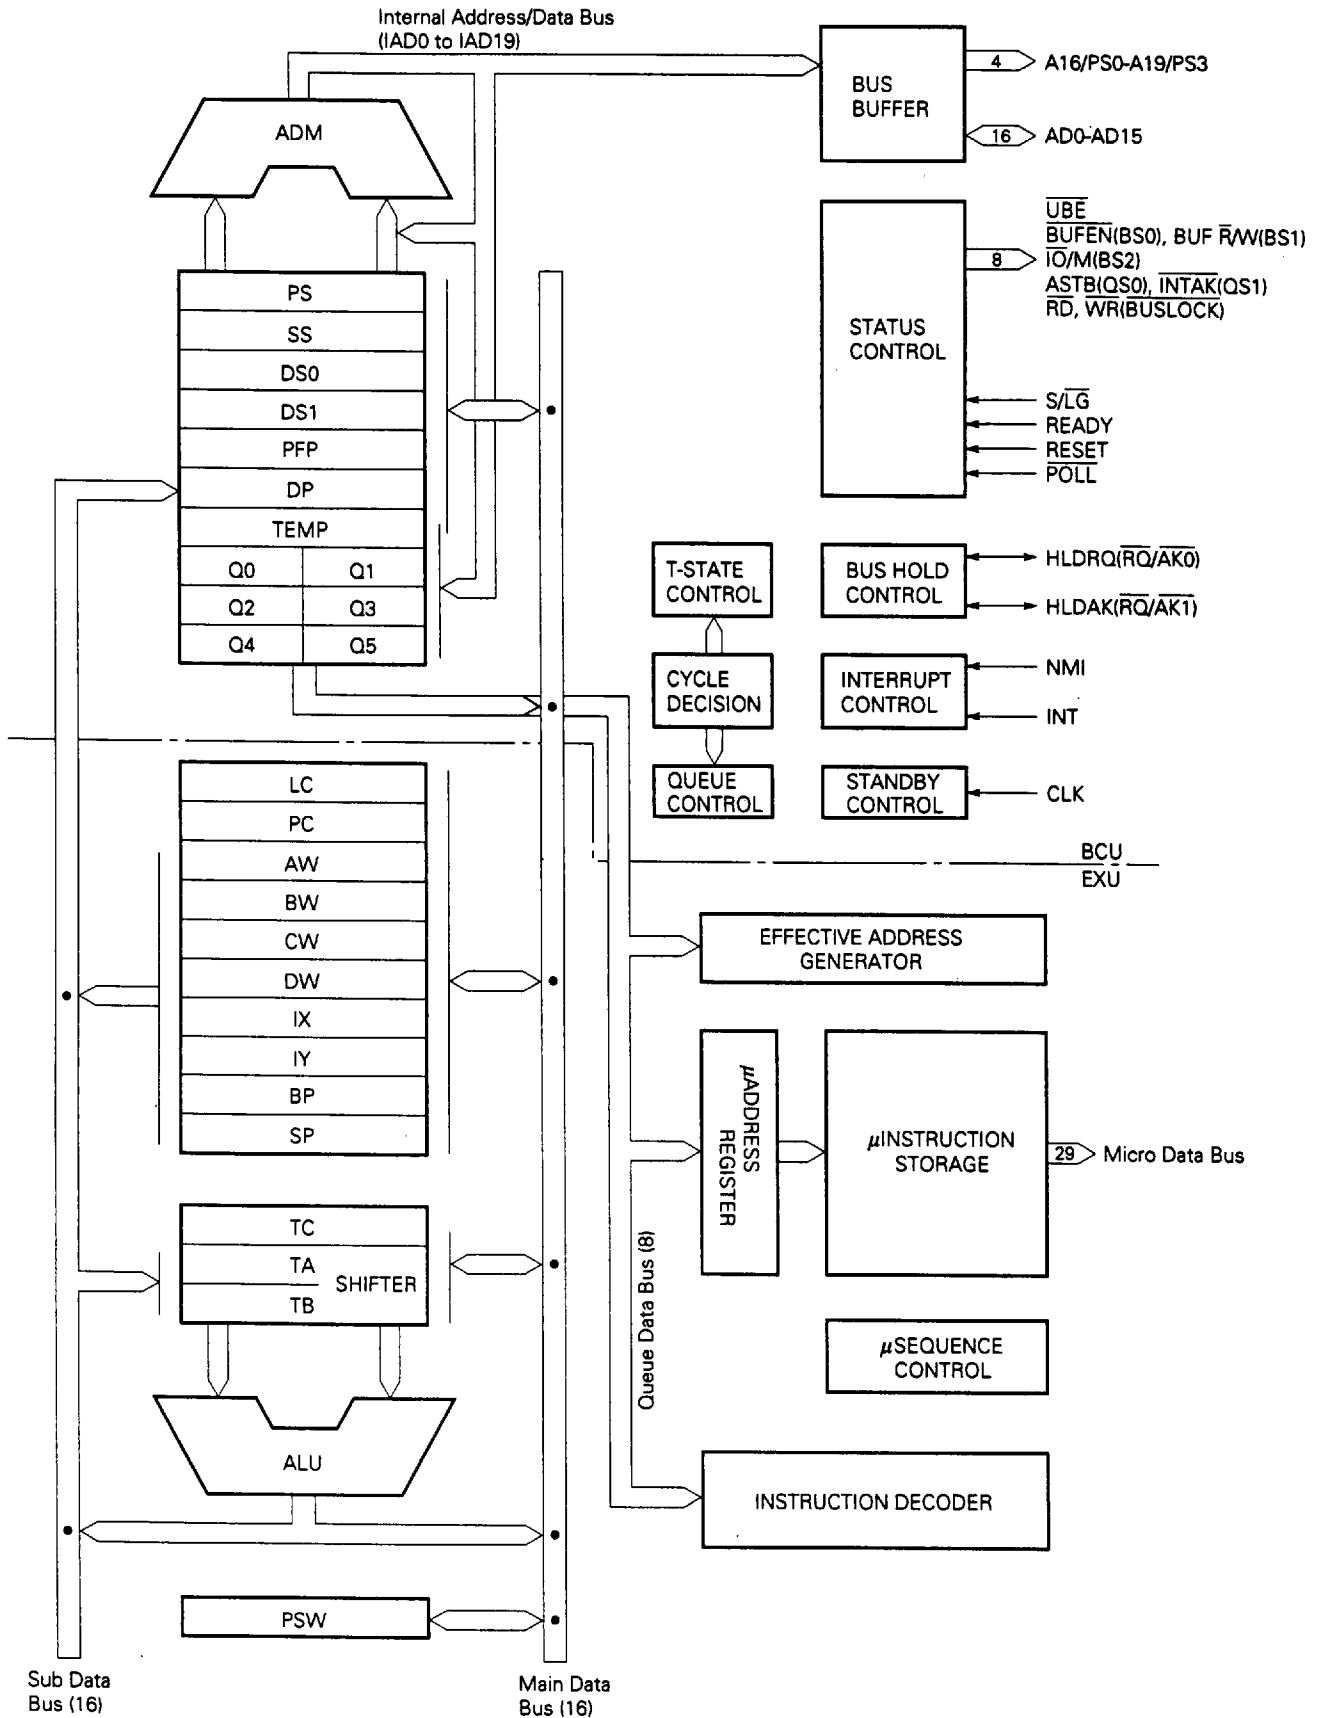 Internal Address/Data Bus
(IAD0 to IAD19)
ADM
BUS
BUFFER
4
A16/PS0-A19/PS3
16
AD0-AD15
UBE
BUFEN(BS0), BUF R/W(BS1)
8
IO/M(BS2)
ASTB(QS0), INTAK(QS1)
RD, WR(BUSLOCK)
STATUS
CONTROL
S/LG
READY
RESET
POLL
PS
SS
DS0
DS1
PFP
DP
TEMP
Q0 Q1
Q2 Q3
Q4 Q5
T-STATE
CONTROL
BUS HOLD
CONTROL
HLDRQ(RQ/AK0)
HLDAK(RQ/AK1)
CYCLE
DECISION
INTERRUPT
CONTROL
NMI
INT
QUEUE
CONTROL
STANDBY
CONTROL
CLK
BCU
EXU
LC
PC
AW
BW
CW
DW
IX
IY
BP
SP
EFFECTIVE ADDRESS
GENERATOR
μADDRESS
REGISTER
μINSTRUCTION
STORAGE
29
Micro Data Bus
TC
TA
SHIFTER
TB
Queue Data Bus (8)
μSEQUENCE
CONTROL
ALU
INSTRUCTION DECODER
PSW
Sub Data
Bus (16)
Main Data
Bus (16)